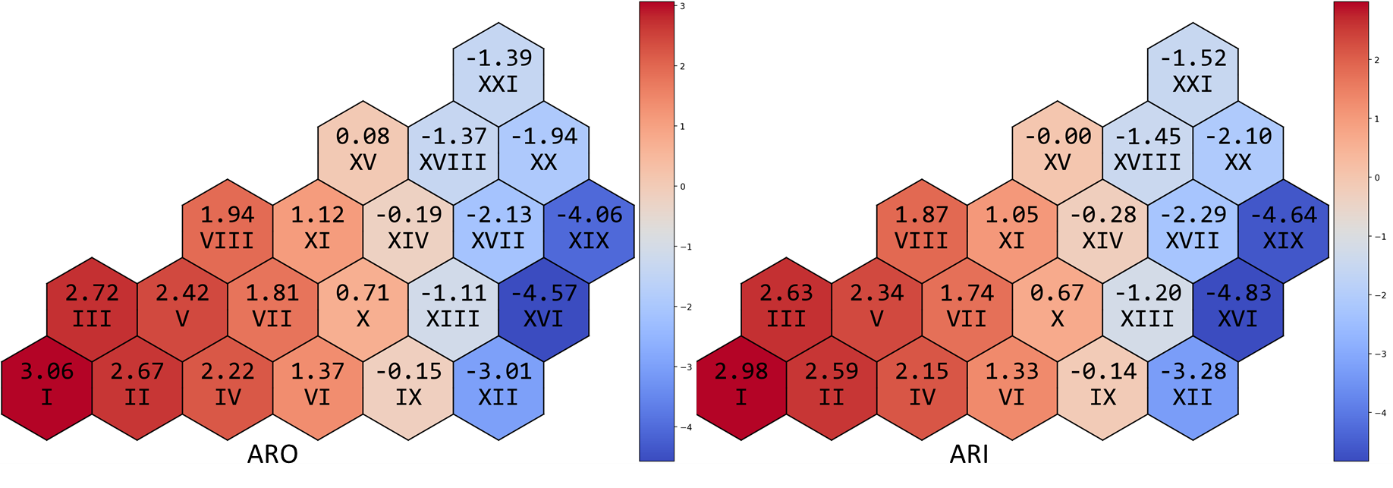 -1.39
XXI
0.08 -1.37 -1.94
XV XVIII XX
1.94 1.12 -0.19 -2.13 -4.06
VIII XI XIV XVII XIX
2.72 2.42 1.81 0.71 -1.11 -4.57
III V VII X XIII XVI
3.06 2.67 2.22 1.37 -0.15 -3.01
I II IV VI IX XII
ARO
3
2
1
0
−1
−2
−3
−4
-1.52
XXI
-0.00 -1.45 -2.10
XV XVIII XX
1.87 1.05 -0.28 -2.29 -4.64
VIII XI XIV XVII XIX
2.63 2.34 1.74 0.67 -1.20 -4.83
III V VII X XIII XVI
2.98 2.59 2.15 1.33 -0.14 -3.28
I II IV VI IX XII
ARI
2
1
0
−1
−2
−3
−4